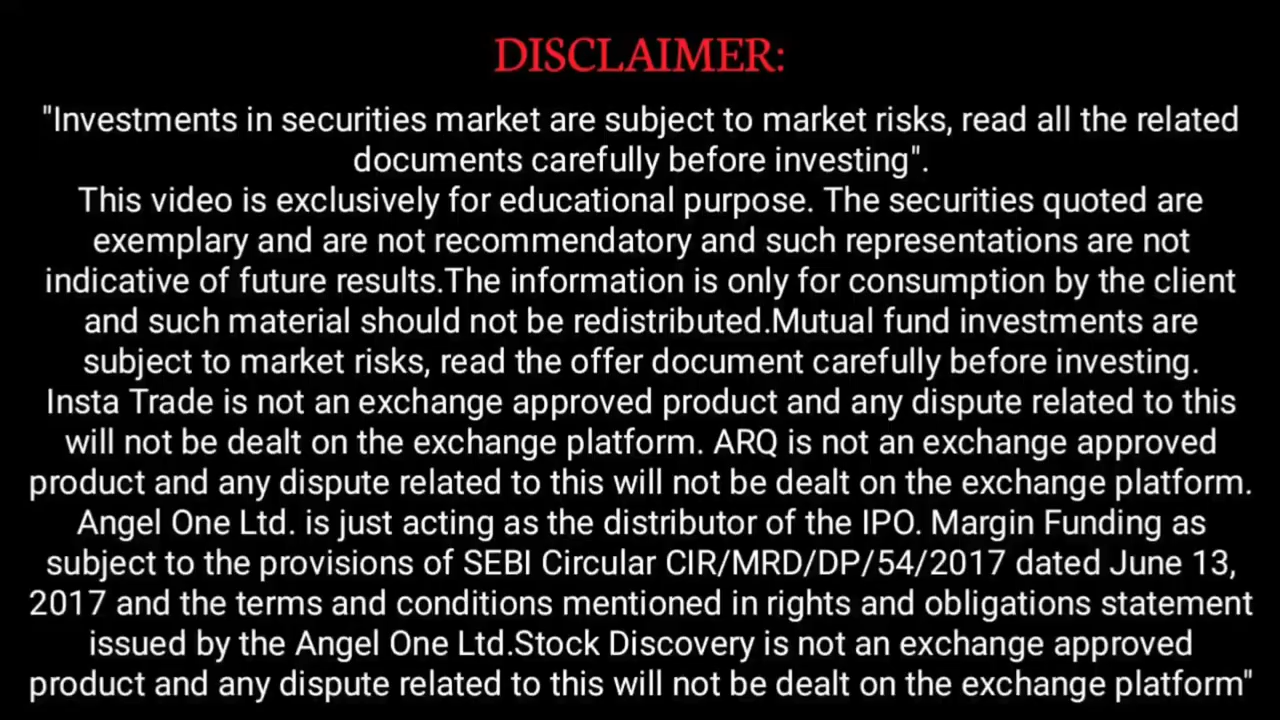 DISCLAIMER:
"Investments in securities market are subject to market risks, read all the related
documents carefully before investing".
This video is exclusively for educational purpose. The securities quoted are
exemplary and are not recommendatory and such representations are not
indicative of future results.The information is only for consumption by the client
and such material should not be redistributed.Mutual fund investments are
subject to market risks, read the offer document carefully before investing.
Insta Trade is not an exchange approved product and any dispute related to this
will not be dealt on the exchange platform. ARQ is not an exchange approved
product and any dispute related to this will not be dealt on the exchange platform.
Angel One Ltd. is just acting as the distributor of the IPO. Margin Funding as
subject to the provisions of SEBI Circular CIR/MRD/DP/54/2017 dated June 13,
2017 and the terms and conditions mentioned in rights and obligations statement
issued by the Angel One Ltd.Stock Discovery is not an exchange approved
product and any dispute related to this will not be dealt on the exchange platform"